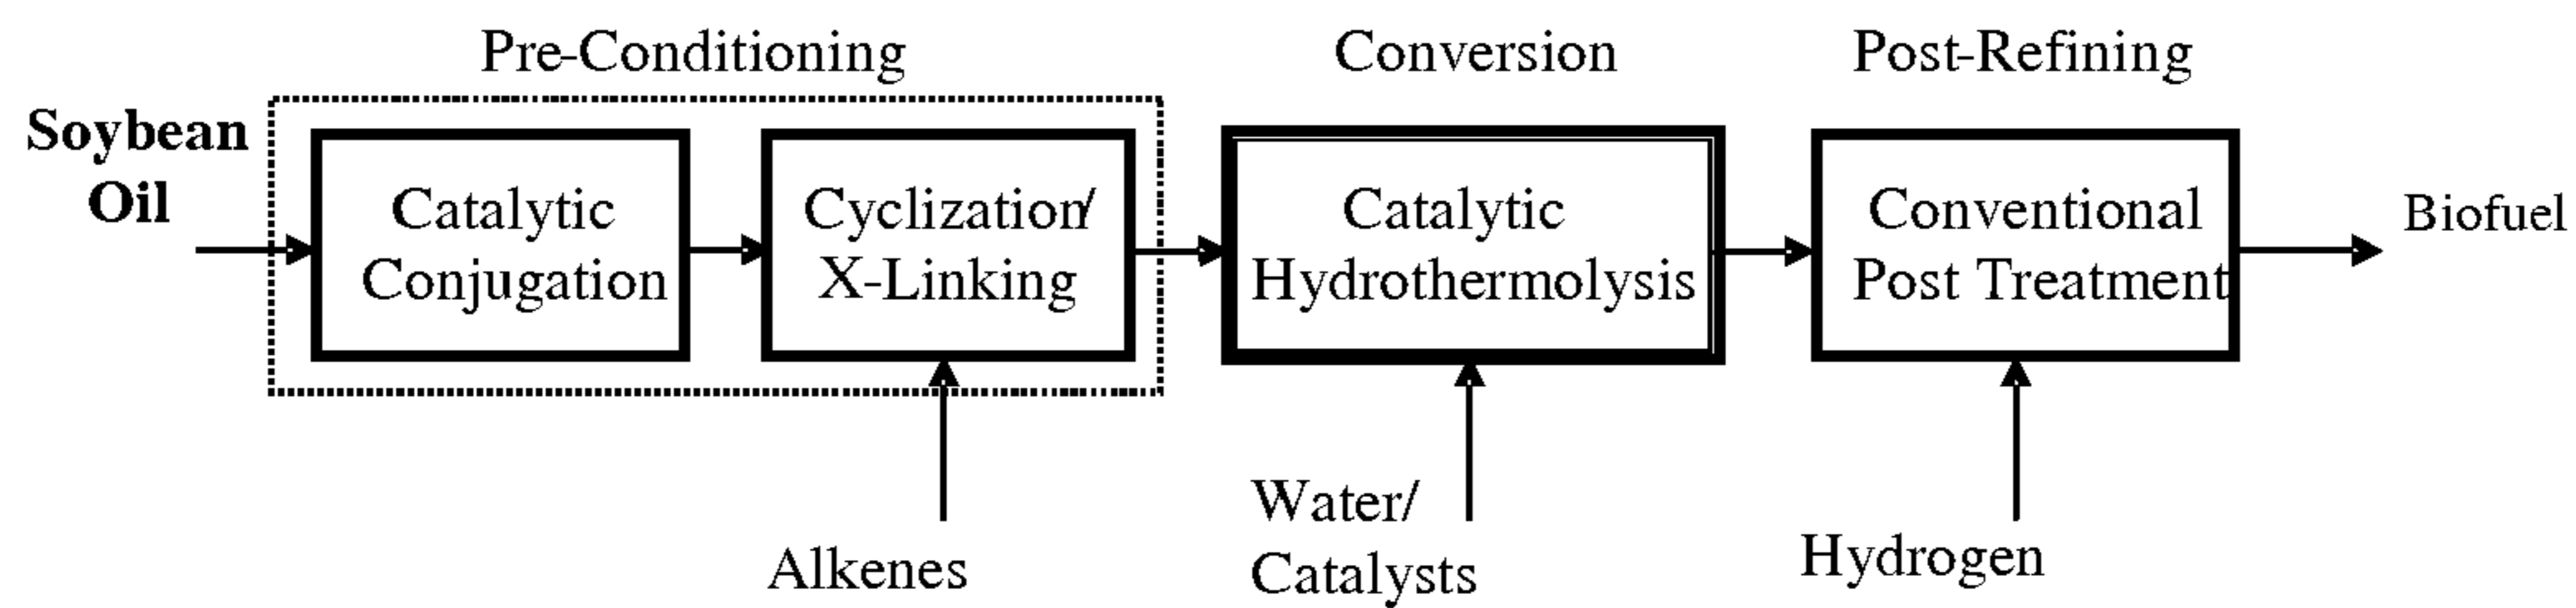 Pre-Conditioning
Conversion
Post-Refining
Soybean
Oil
Catalytic
Conjugation
Cyclization/
X-Linking
Catalytic
Hydrothermolysis
Conventional
Post Treatment
Biofuel
Alkenes
Water/
Catalysts
Hydrogen